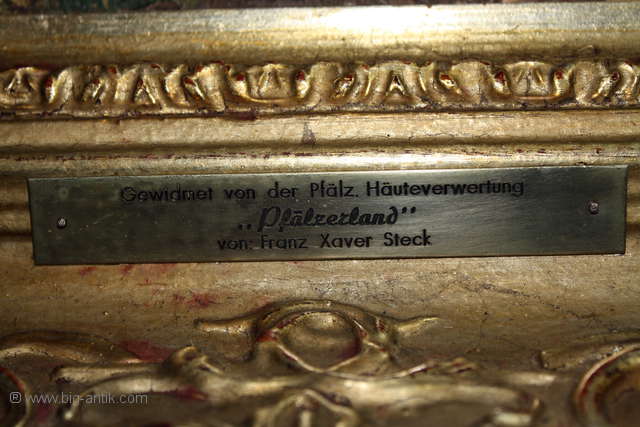 Gewidmet von der Pfälz. Häuteverwertung
„Pfälzerland"
von: Franz Xaver Steck
® www.big-antik.com